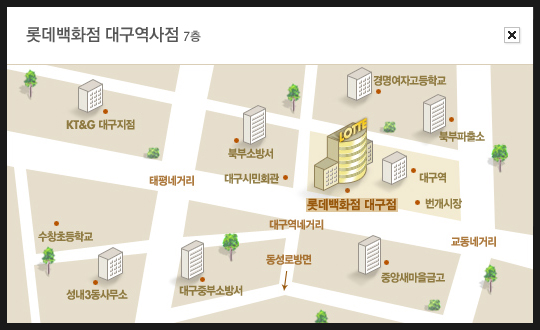 롯데백화점 대구역사점 7층
경명여자고등학교
KT&G 대구지점
LOTTE
북부파출소
북부소방서
태평네거리
대구시민회관
대구역
롯데백화점 대구점
번개시장
대구역네거리
수창초등학교
교동네거리
동성로방면
중앙새마을금고
성내3동사무소
대구중부소방서